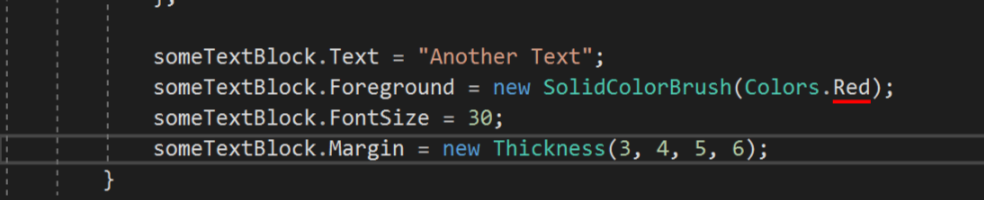 };
someTextBlock.Text = "Another Text";
someTextBlock.Foreground = new SolidColorBrush(Colors.Red);
someTextBlock.FontSize = 30;
someTextBlock.Margin = new Thickness(3, 4, 5, 6);
}